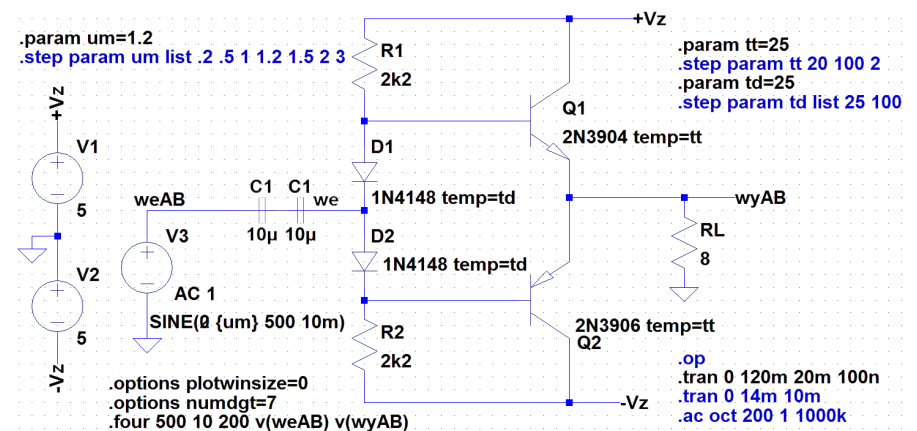 .param um=1.2
.step param um list .2 .5 1 1.2 1.5 2 3
+Vz
V1
5
V2
5
-Vz
weAB
V3
AC 1
SINE(0 {um} 500 10m)
C1
10µ
C1
10µ
we
R1
2k2
D1
1N4148 temp=td
D2
1N4148 temp=td
R2
2k2
+Vz
Q1
2N3904 temp=tt
wyAB
RL
8
2N3906 temp=tt
Q2
-Vz
.param tt=25
.step param tt 20 100 2
.param td=25
.step param td list 25 100
.options plotwinsize=0
.options numdgt=7
.four 500 10 200 v(weAB) v(wyAB)
.op
.tran 0 120m 20m 100n
.tran 0 14m 10m
.ac oct 200 1 1000k